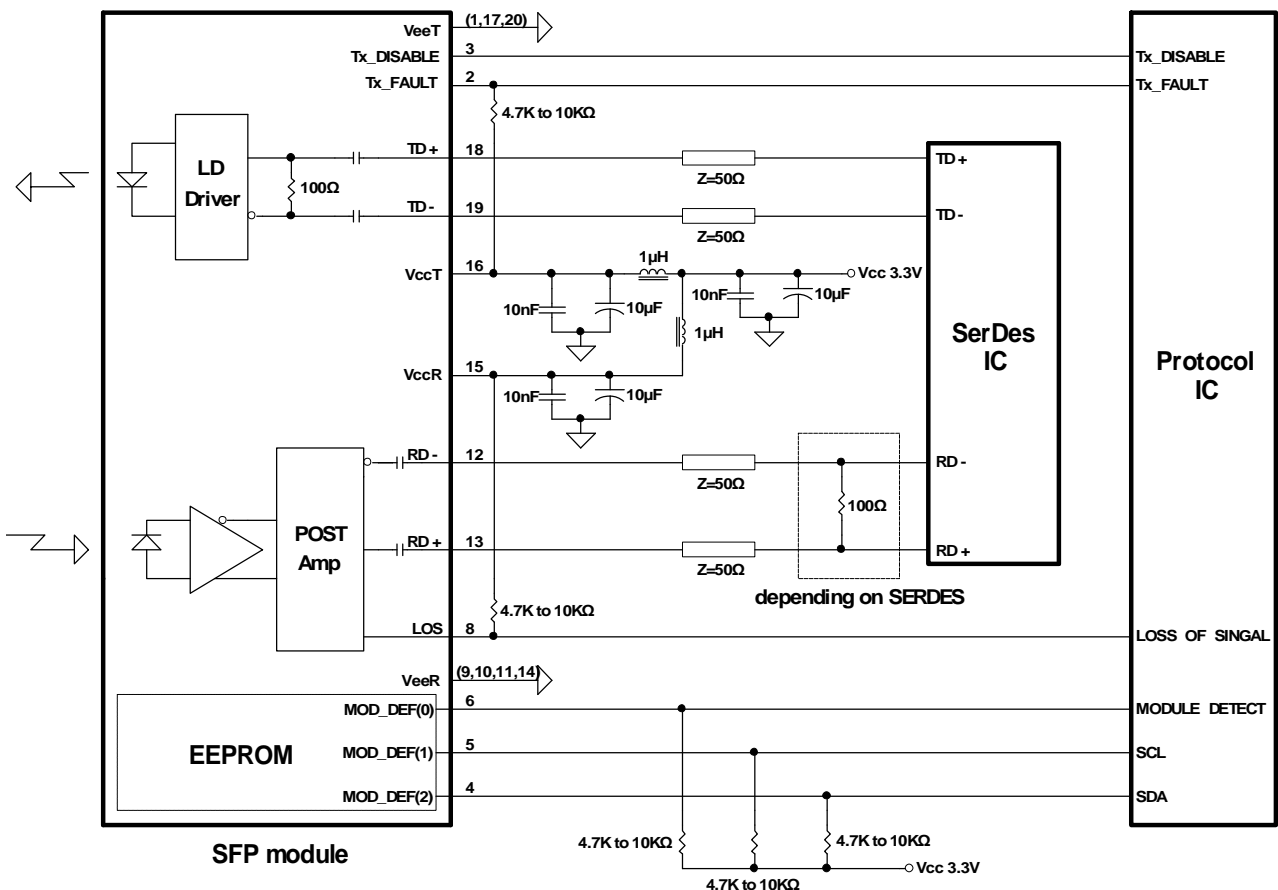 VeeT (1,17,20)
Tx_DISABLE 3 Tx_DISABLE
Tx_FAULT 2 Tx_FAULT
4.7K to 10KΩ
LD
Driver
100Ω
TD+ 18 Z=50Ω TD+
TD- 19 Z=50Ω TD-
VccT 16 1µH Vcc 3.3V
10nF 10µF 10nF 10µF
1µH
SerDes
IC
Protocol
IC
VccR 15
10nF 10µF
RD- 12 Z=50Ω RD-
100Ω
POST
Amp
RD+ 13 Z=50Ω RD+
depending on SERDES
4.7K to 10KΩ
LOS 8 LOSS OF SINGAL
VeeR (9,10,11,14)
MOD_DEF(0) 6 MODULE DETECT
EEPROM MOD_DEF(1) 5 SCL
MOD_DEF(2) 4 SDA
4.7K to 10KΩ 4.7K to 10KΩ
SFP module
Vcc 3.3V
4.7K to 10KΩ